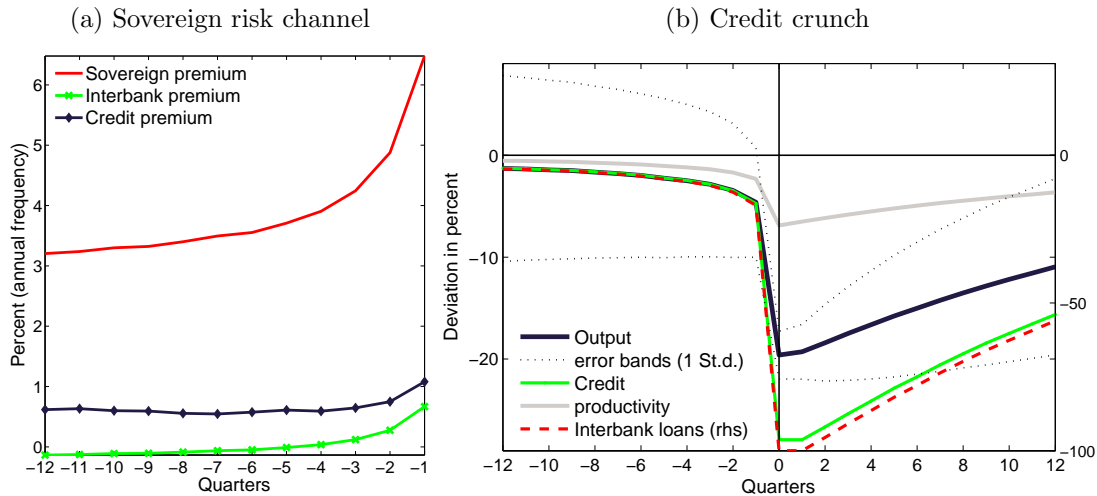 (a) Sovereign risk channel
6
5
4
3
2
1
0
Percent (annual frequency)
Sovereign premium
Interbank premium
Credit premium
−12 −11 −10 −9 −8 −7 −6 −5 −4 −3 −2 −1
Quarters
(b) Credit crunch
0
−10
−20
Deviation in percent
Output
error bands (1 St.d.)
Credit
productivity
Interbank loans (rhs)
0
−50
−100
−12 −10 −8 −6 −4 −2 0 2 4 6 8 10 12
Quarters